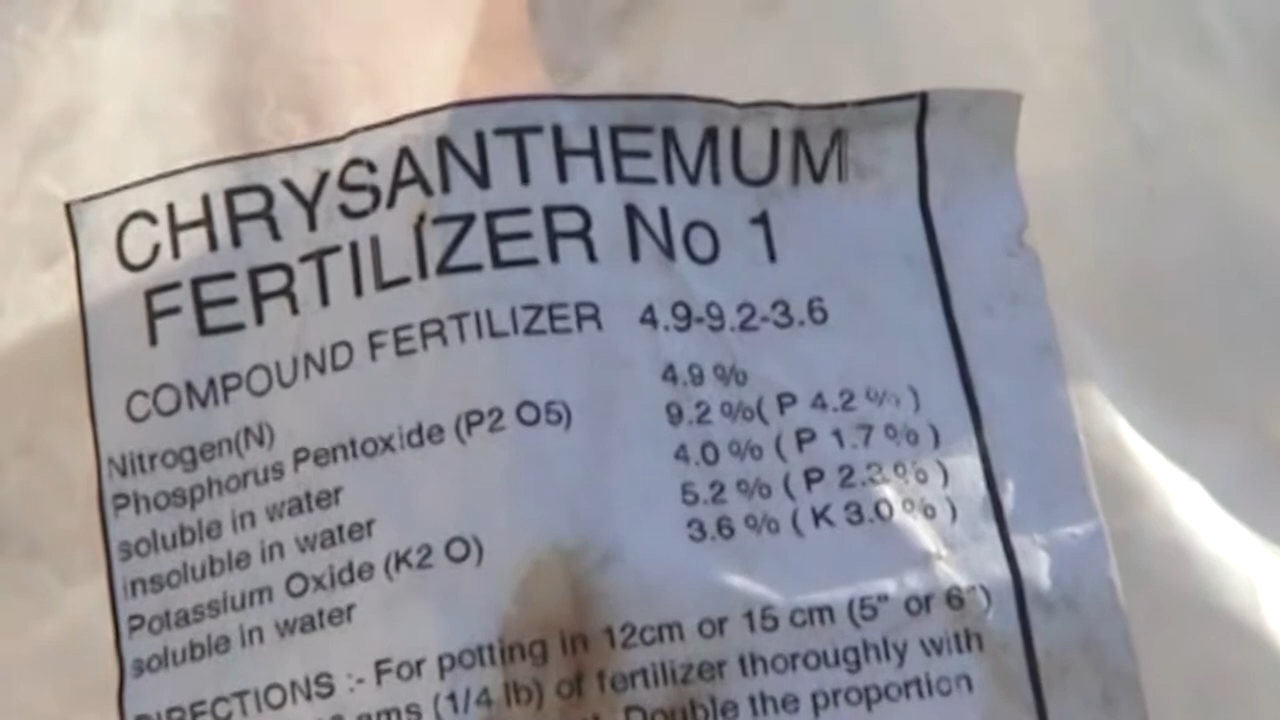 CHRYSANTHEMUM
FERTILIZER No 1
COMPOUND FERTILIZER 4.9-9.2-3.6
Nitrogen(N) 4.9 %
Phosphorus Pentoxide (P2 O5) 9.2 %( P 4.2 % )
soluble in water 4.0 % ( P 1.7 % )
insoluble in water 5.2 % ( P 2.3 % )
Potassium Oxide (K2 O)
soluble in water 3.6 % ( K 3.0 % )
DIRECTIONS :- For potting in 12cm or 15 cm (5" or 6")
(1/4 lb) of fertilizer thoroughly with
Double the proportion